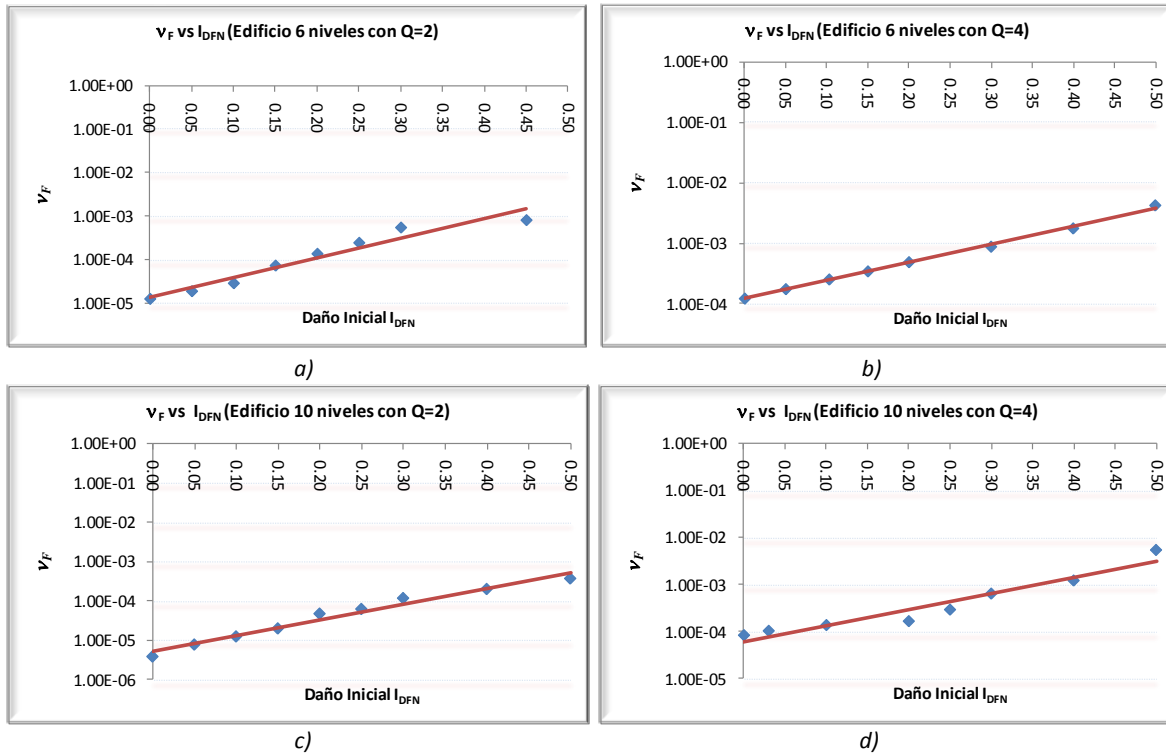 νF vs IDFN (Edificio 6 niveles con Q=2)
1.00E+00
1.00E-01
1.00E-02
1.00E-03
1.00E-04
1.00E-05
νF
0.00
0.05
0.10
0.15
0.20
0.25
0.30
0.35
0.40
0.45
0.50
Daño Inicial IDFN
a)
νF vs IDFN (Edificio 6 niveles con Q=4)
1.00E+00
1.00E-01
1.00E-02
1.00E-03
1.00E-04
νF
0.00
0.05
0.10
0.15
0.20
0.25
0.30
0.35
0.40
0.45
0.50
Daño Inicial IDFN
b)
νF vs IDFN (Edificio 10 niveles con Q=2)
1.00E+00
1.00E-01
1.00E-02
1.00E-03
1.00E-04
1.00E-05
1.00E-06
νF
0.00
0.05
0.10
0.15
0.20
0.25
0.30
0.35
0.40
0.45
0.50
Daño Inicial IDFN
c)
νF vs IDFN (Edificio 10 niveles con Q=4)
1.00E+00
1.00E-01
1.00E-02
1.00E-03
1.00E-04
1.00E-05
νF
0.00
0.05
0.10
0.15
0.20
0.25
0.30
0.35
0.40
0.45
0.50
Daño Inicial IDFN
d)